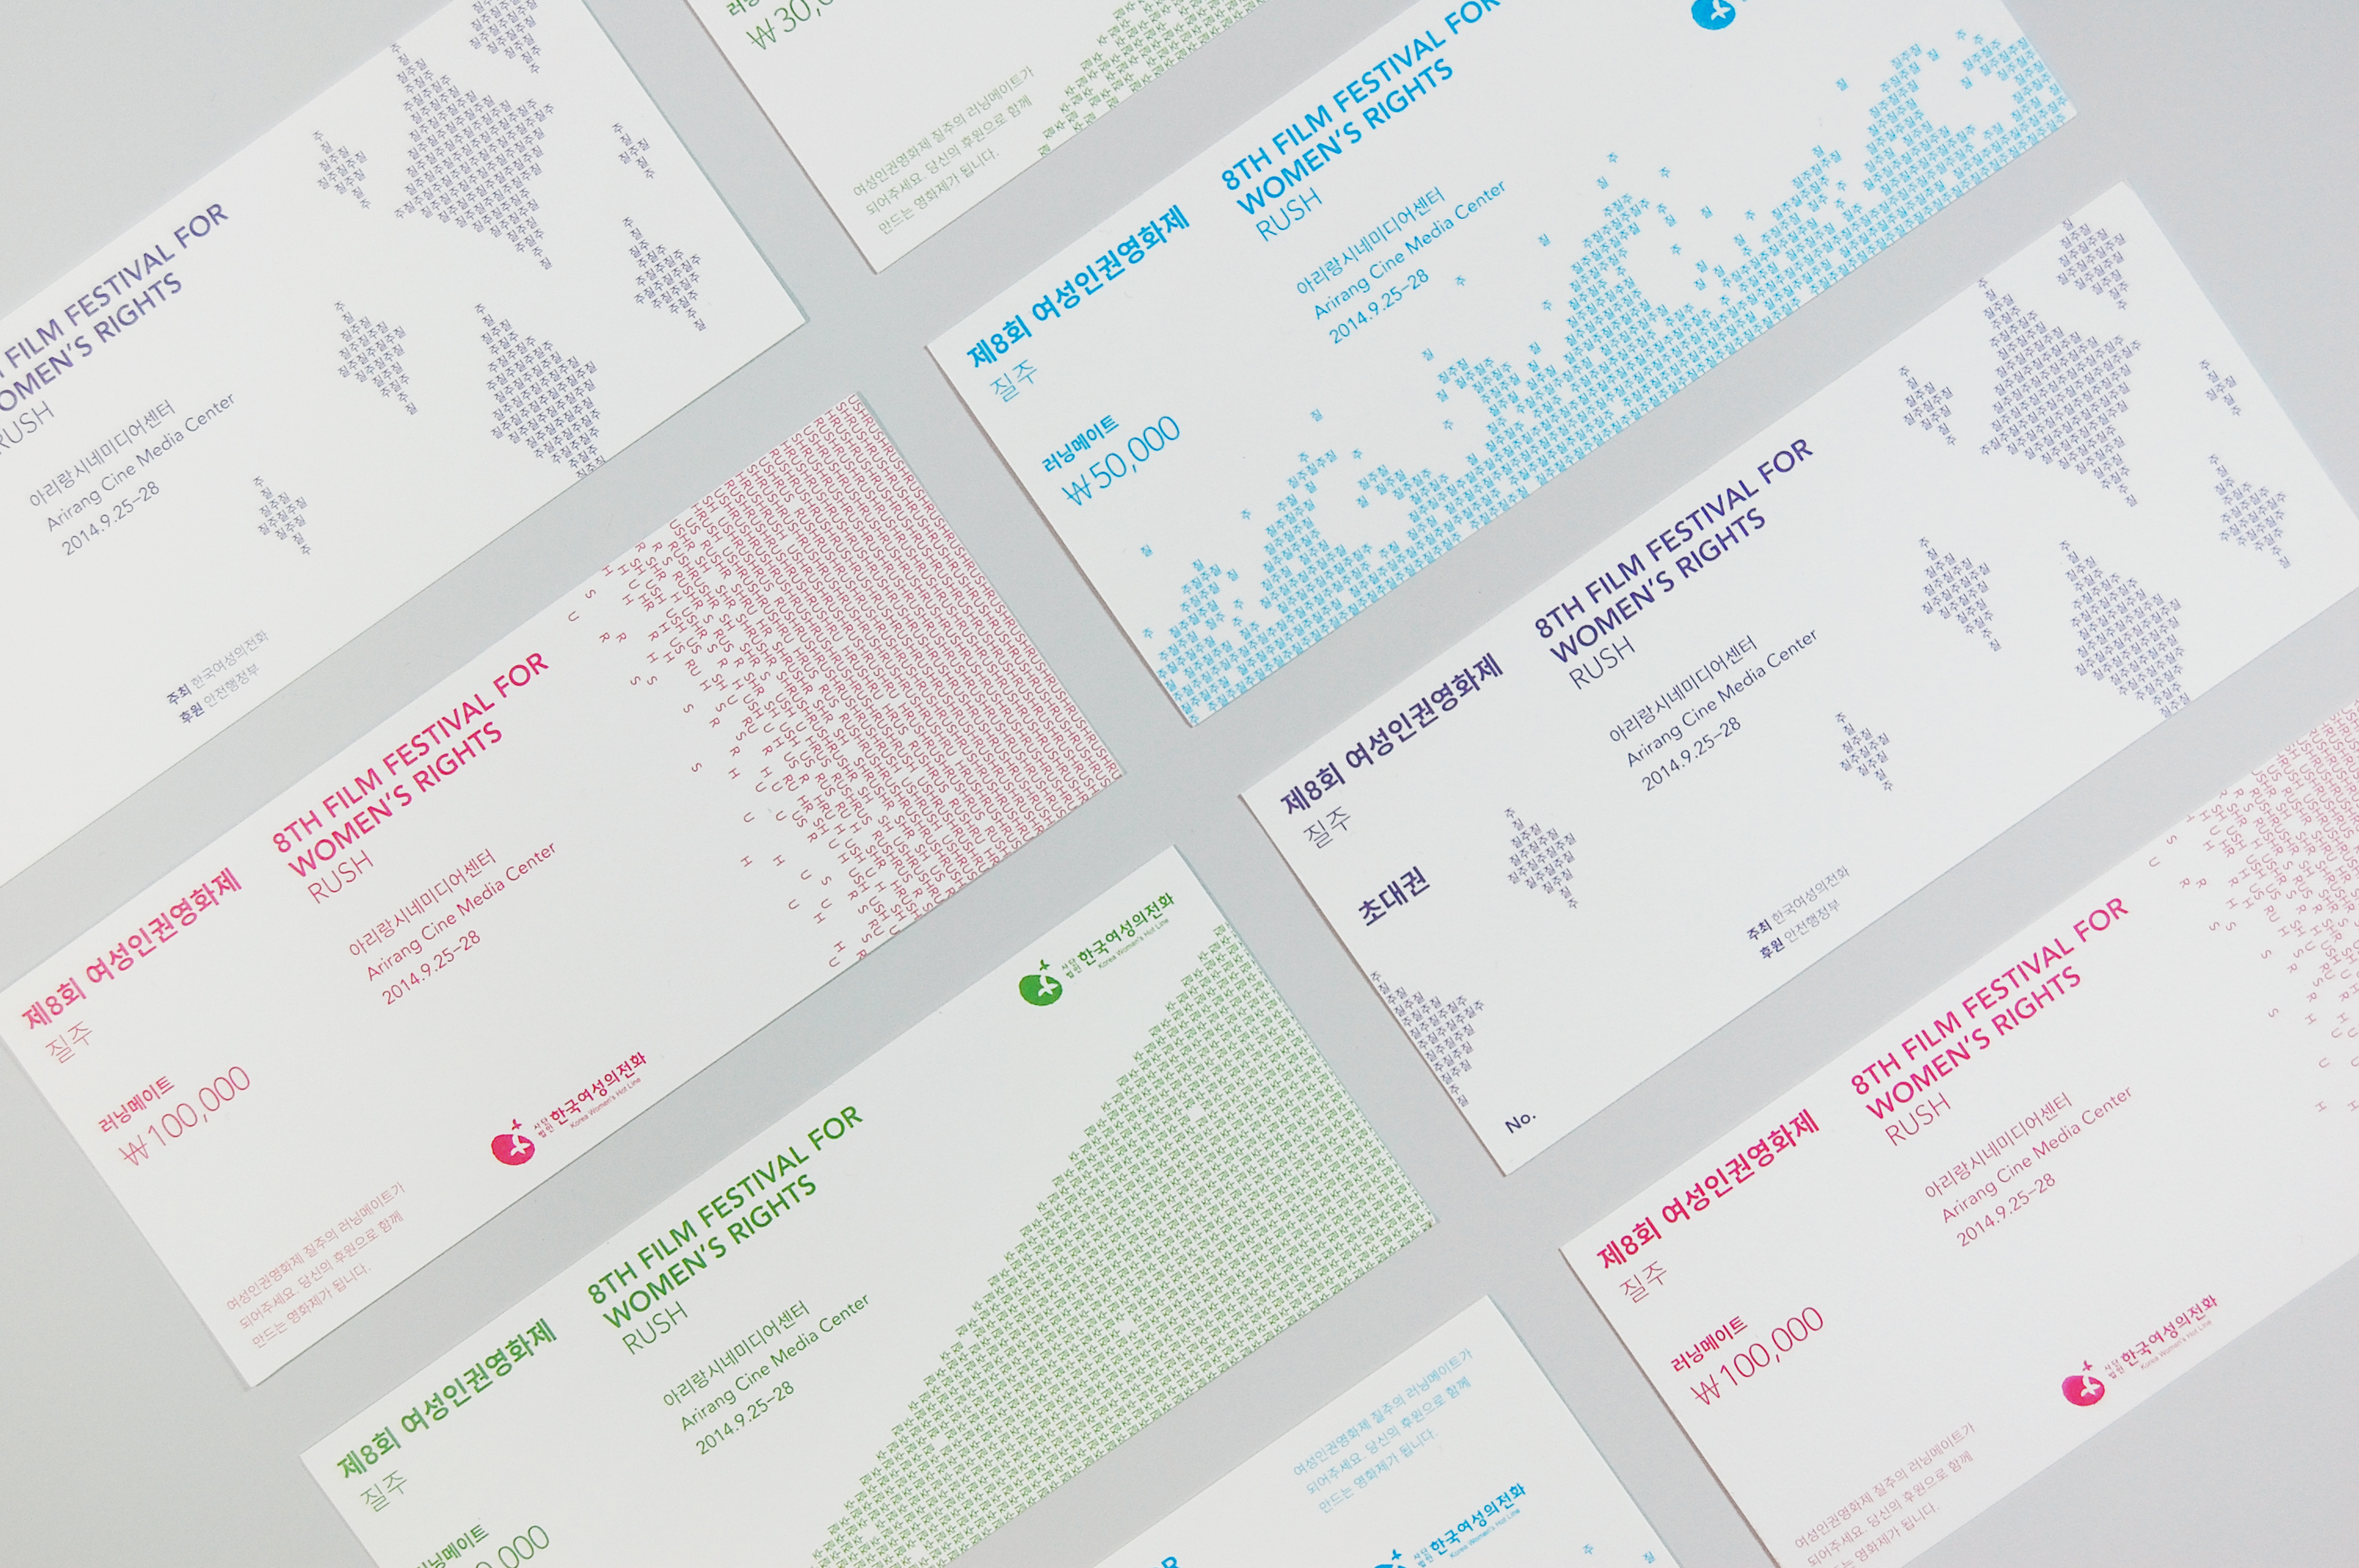 FILM FESTIVAL FOR
WOMEN'S RIGHTS
RUSH
아리랑시네미디어센터
Arirang Cine Media Center
2014.9.25–28
주최 한국여성의전화
후원 안전행정부
₩30,0
여성인권영화제 질주의 러닝메이트가
되어주세요. 당신의 후원으로 함께
만드는 영화제가 됩니다.
제8회 여성인권영화제
질주
8TH FILM FESTIVAL FOR
WOMEN'S RIGHTS
RUSH
아리랑시네미디어센터
Arirang Cine Media Center
2014.9.25–28
러닝메이트
₩50,000
제8회 여성인권영화제
질주
8TH FILM FESTIVAL FOR
WOMEN'S RIGHTS
RUSH
아리랑시네미디어센터
Arirang Cine Media Center
2014.9.25–28
러닝메이트
₩100,000
여성인권영화제 질주의 러닝메이트가
되어주세요. 당신의 후원으로 함께
만드는 영화제가 됩니다.
사단법인 한국여성의전화
Korea Women's Hot Line
제8회 여성인권영화제
질주
8TH FILM FESTIVAL FOR
WOMEN'S RIGHTS
RUSH
아리랑시네미디어센터
Arirang Cine Media Center
2014.9.25–28
초대권
주최 한국여성의전화
후원 안전행정부
No.
제8회 여성인권영화제
질주
8TH FILM FESTIVAL FOR
WOMEN'S RIGHTS
RUSH
아리랑시네미디어센터
Arirang Cine Media Center
2014.9.25–28
사단법인 한국여성의전화
Korea Women's Hot Line
제8회 여성인권영화제
질주
8TH FILM FESTIVAL FOR
WOMEN'S RIGHTS
RUSH
아리랑시네미디어센터
Arirang Cine Media Center
2014.9.25–28
러닝메이트
₩100,000
여성인권영화제 질주의 러닝메이트가
되어주세요. 당신의 후원으로 함께
만드는 영화제가 됩니다.
사단법인 한국여성의전화
Korea Women's Hot Line
여성인권영화제 질주의 러닝메이트가
되어주세요. 당신의 후원으로 함께
만드는 영화제가 됩니다.
사단법인 한국여성의전화
Korea Women's Hot Line